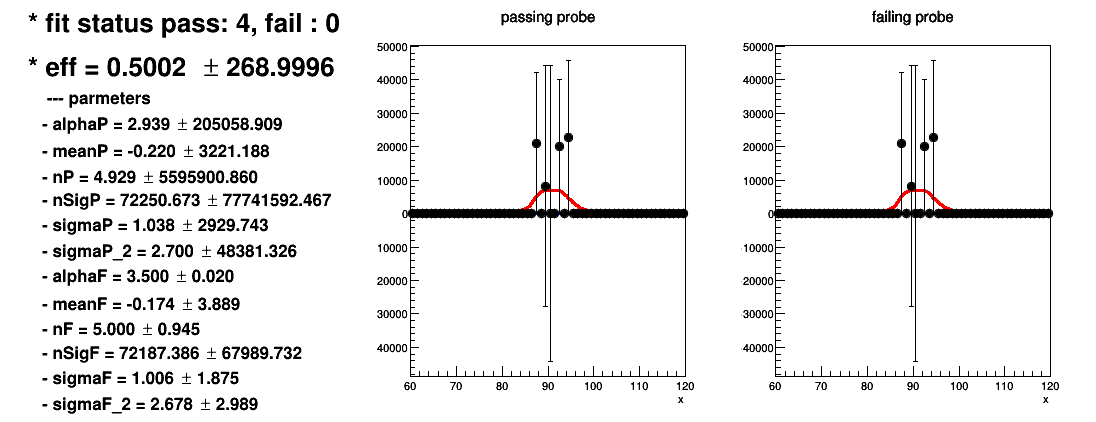 * fit status pass: 4, fail : 0
* eff = 0.5002 ± 268.9996
--- parmeters
- alphaP = 2.939 ± 205058.909
- meanP = -0.220 ± 3221.188
- nP = 4.929 ± 5595900.860
- nSigP = 72250.673 ± 77741592.467
- sigmaP = 1.038 ± 2929.743
- sigmaP_2 = 2.700 ± 48381.326
- alphaF = 3.500 ± 0.020
- meanF = -0.174 ± 3.889
- nF = 5.000 ± 0.945
- nSigF = 72187.386 ± 67989.732
- sigmaF = 1.006 ± 1.875
- sigmaF_2 = 2.678 ± 2.989
passing probe
50000
40000
30000
20000
10000
0
10000
20000
30000
40000
60 70 80 90 100 110 120
x
failing probe
50000
40000
30000
20000
10000
0
10000
20000
30000
40000
60 70 80 90 100 110 120
x